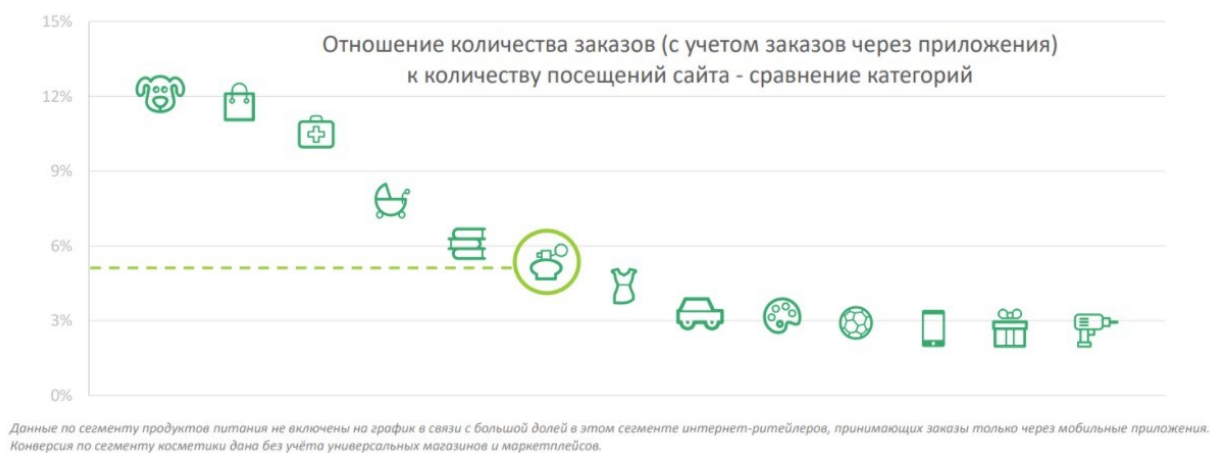 15%
Отношение количества заказов (с учетом заказов через приложения)
к количеству посещений сайта - сравнение категорий
12%
9%
6%
3%
0%
Данные по сегменту продуктов питания не включены на график в связи с большой долей в этом сегменте интернет-ритейлеров, принимающих заказы только через мобильные приложения.
Конверсия по сегменту косметики дана без учёта универсальных магазинов и маркетплейсов.